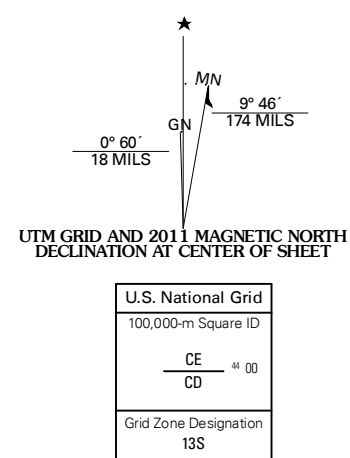 ★
MN
GN
9° 46´
174 MILS
0° 60´
18 MILS
UTM GRID AND 2011 MAGNETIC NORTH
DECLINATION AT CENTER OF SHEET
U.S. National Grid
100,000-m Square ID
CE
44 00
CD
Grid Zone Designation
13S